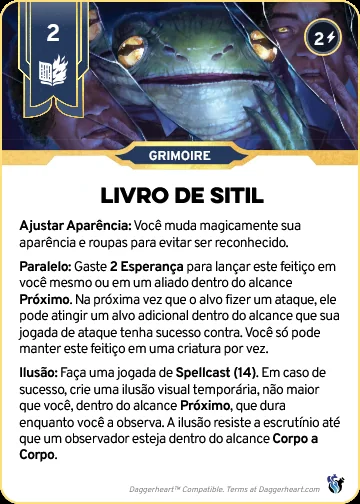 2
2
GRIMOIRE
LIVRO DE SITIL
Ajustar Aparência: Você muda magicamente sua
aparência e roupas para evitar ser reconhecido.
Paralelo: Gaste 2 Esperança para lançar este feitiço em
você mesmo ou em um aliado dentro do alcance
Próximo. Na próxima vez que o alvo fizer um ataque, ele
pode atingir um alvo adicional dentro do alcance que sua
jogada de ataque tenha sucesso contra. Você só pode
manter este feitiço em uma criatura por vez.
Ilusão: Faça uma jogada de Spellcast (14). Em caso de
sucesso, crie uma ilusão visual temporária, não maior
que você, dentro do alcance Próximo, que dura
enquanto você a observa. A ilusão resiste a escrutínio até
que um observador esteja dentro do alcance Corpo a
Corpo.
Daggerheart™ Compatible. Terms at Daggerheart.com